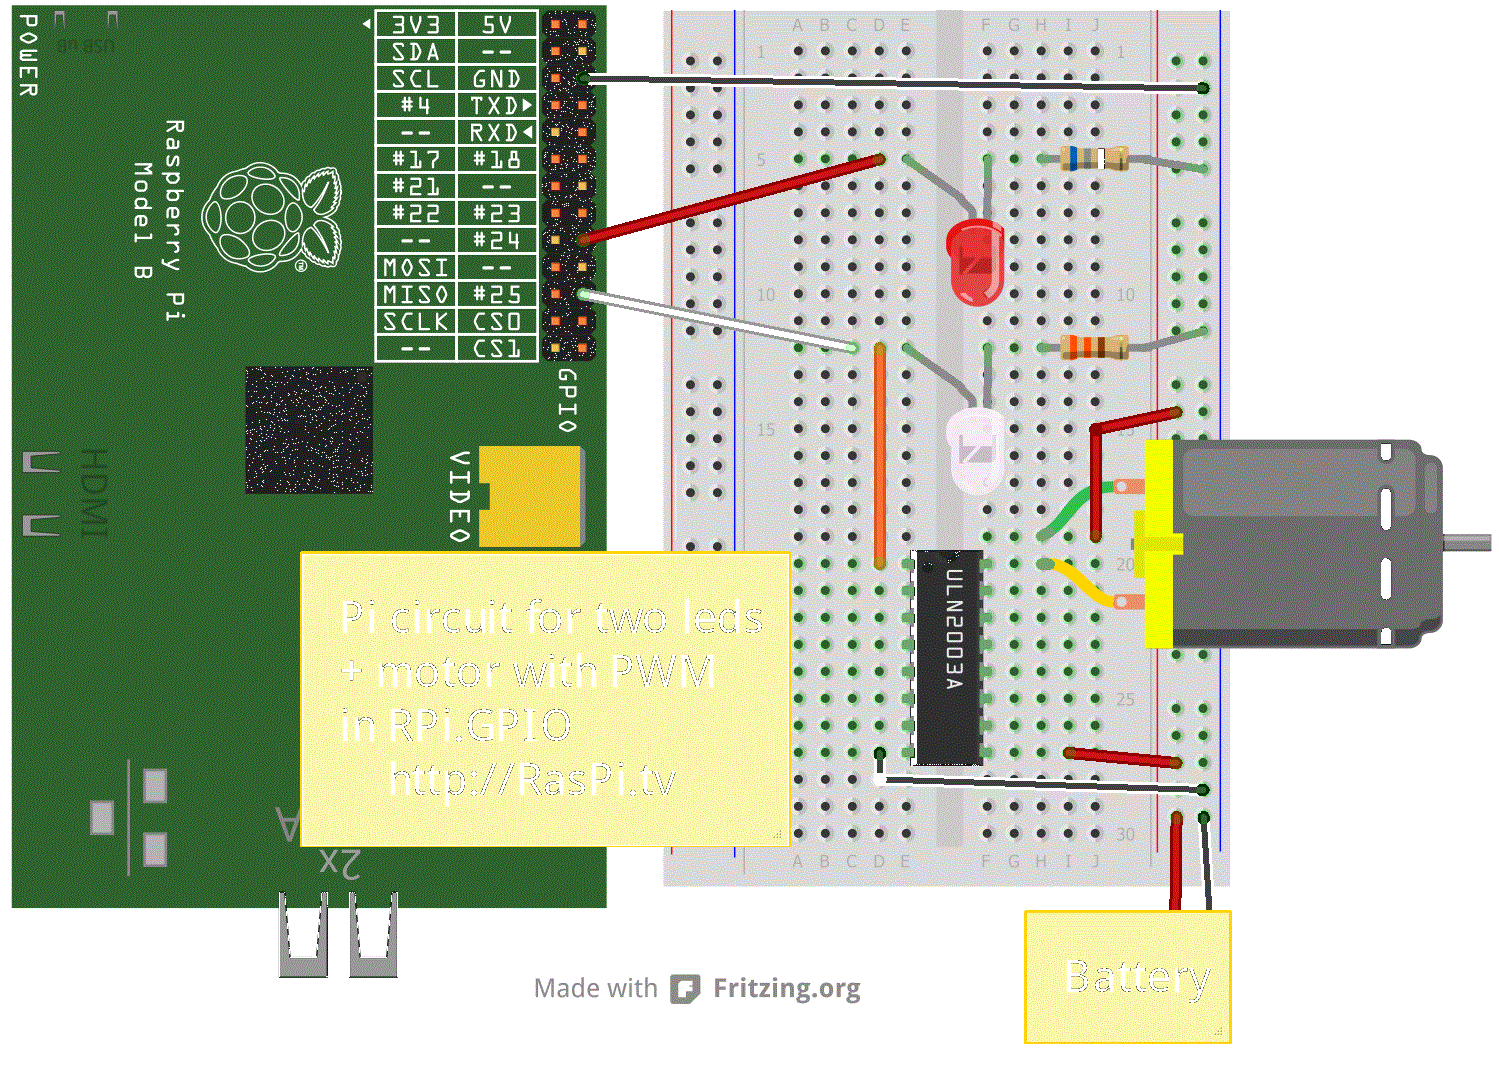 POWER
USB uB
3V3 5V
SDA --
SCL GND
#4 TXD
-- RXD
#17 #18
#21 --
#22 #23
-- #24
MOSI --
MISO #25
SCLK CS0
-- CS1
Raspberry Pi
Model B
GPIO
VIDEO
HDMI
A
2x
A B C D E F G H I J
1 1
5
10 10
15 15
20
25
30
A B C D E F G H I J
ULN2003A
Pi circuit for two leds
+ motor with PWM
in RPi.GPIO
http://RasPi.tv
Battery
Made with Fritzing.org